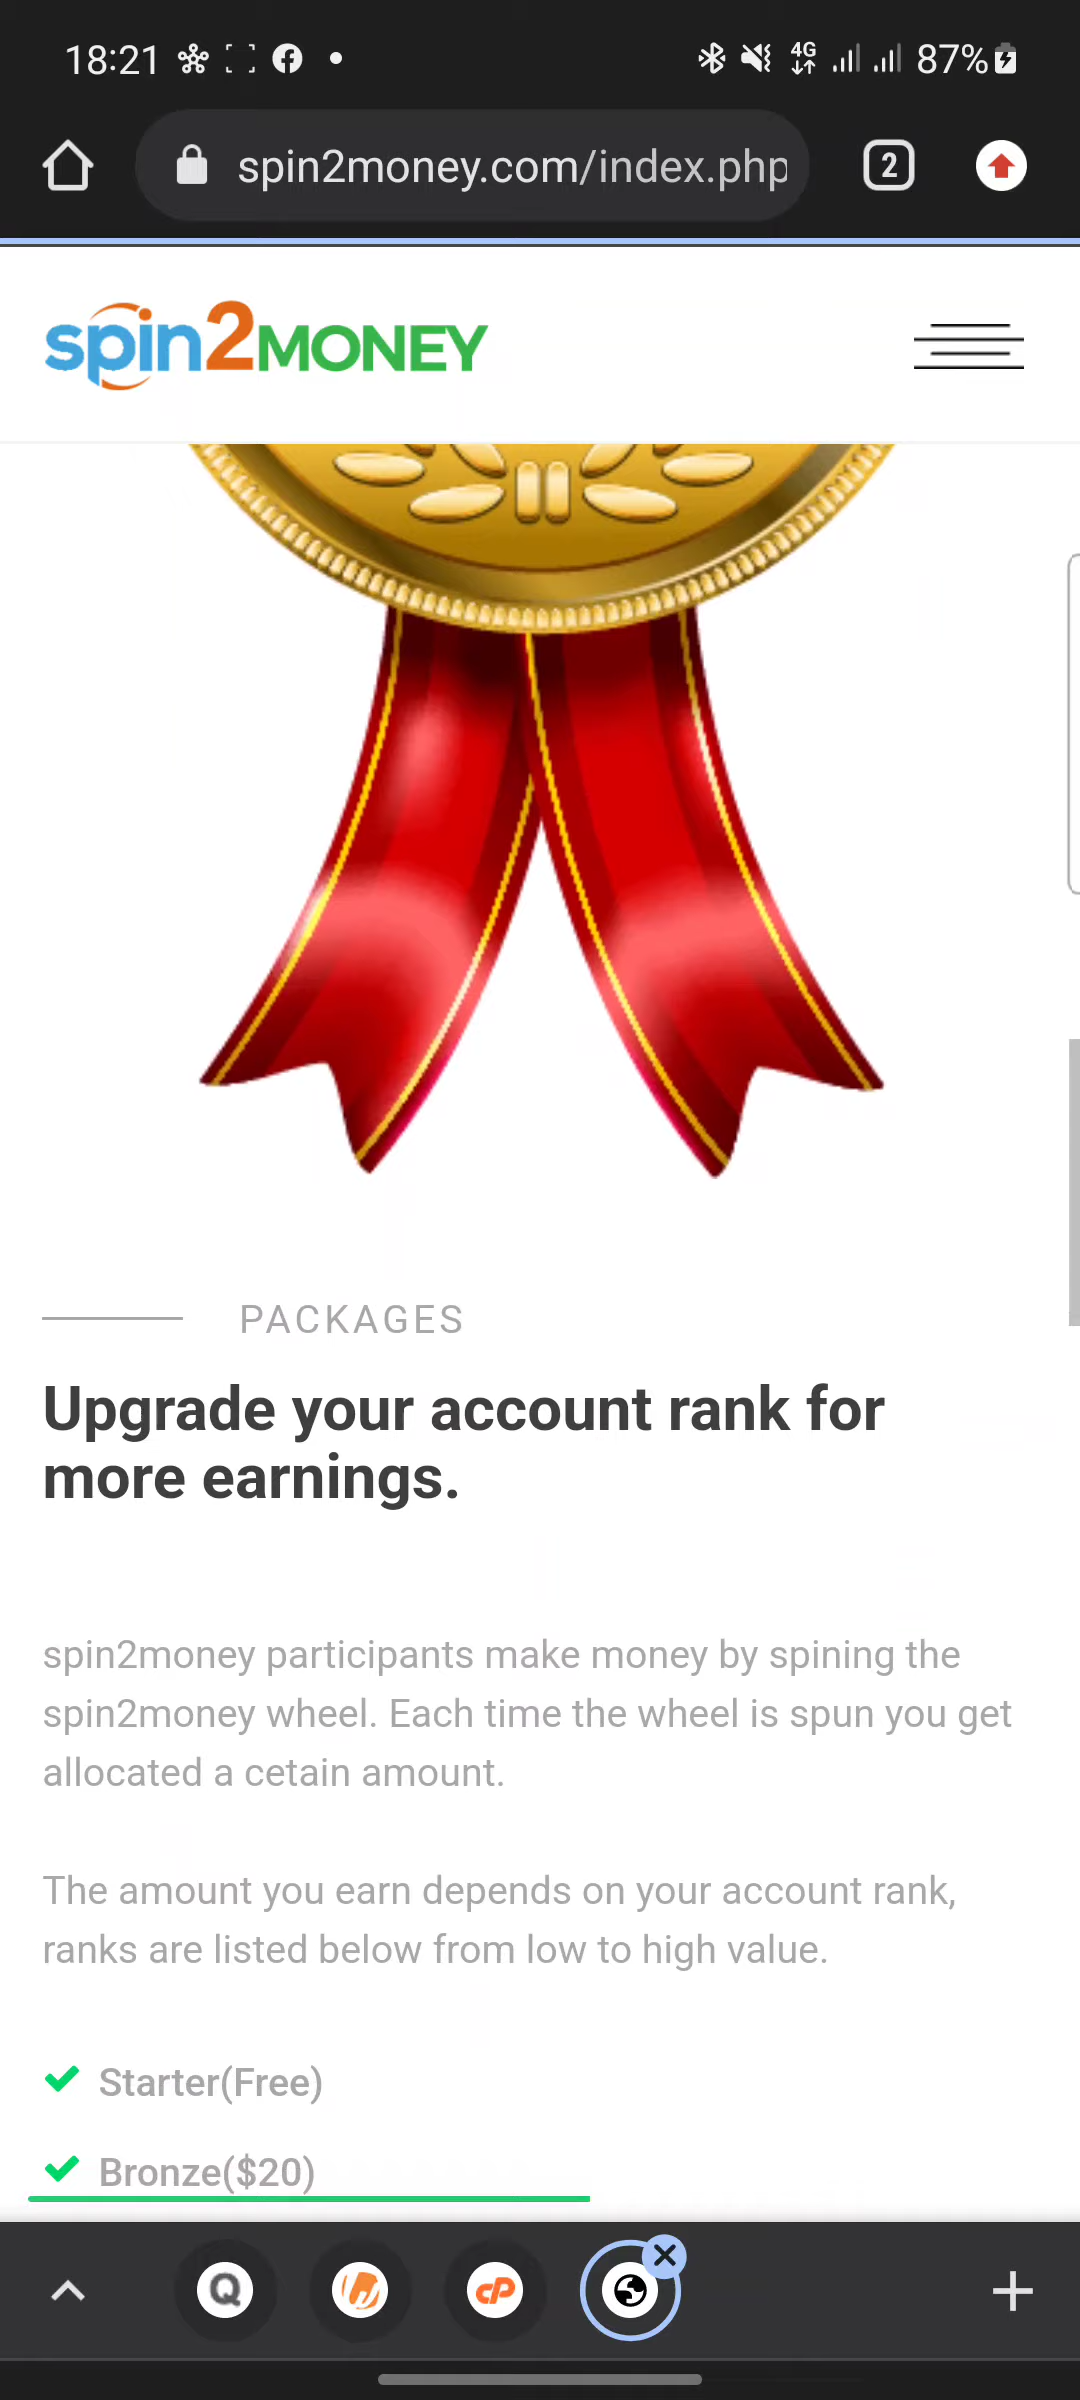 18:21
4G
87%
spin2money.com/index.php
2
spin2MONEY
PACKAGES
Upgrade your account rank for
more earnings.
spin2money participants make money by spining the
spin2money wheel. Each time the wheel is spun you get
allocated a cetain amount.
The amount you earn depends on your account rank,
ranks are listed below from low to high value.
Starter(Free)
Bronze($20)
Q
cP